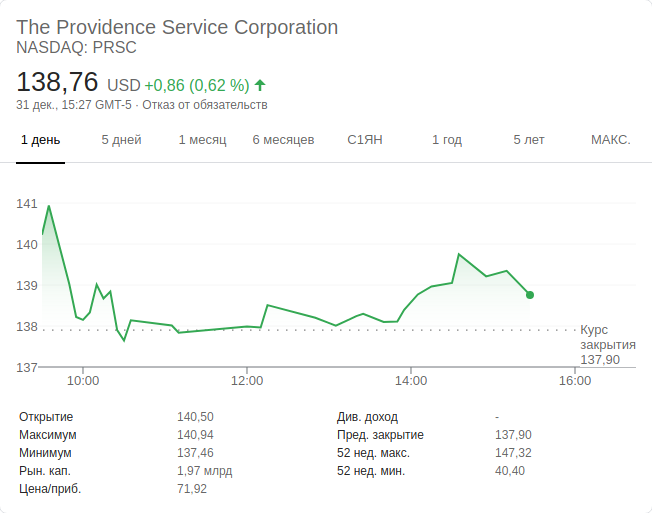 The Providence Service Corporation
NASDAQ: PRSC
138,76 USD +0,86 (0,62 %)
31 дек., 15:27 GMT-5 · Отказ от обязательств
1 день 5 дней 1 месяц 6 месяцев С1ЯН 1 год 5 лет МАКС.
141
140
139
138
137
Курс
закрытия
137,90
10:00 12:00 14:00 16:00
Открытие 140,50 Див. доход -
Максимум 140,94 Пред. закрытие 137,90
Минимум 137,46 52 нед. макс. 147,32
Рын. кап. 1,97 млрд 52 нед. мин. 40,40
Цена/приб. 71,92